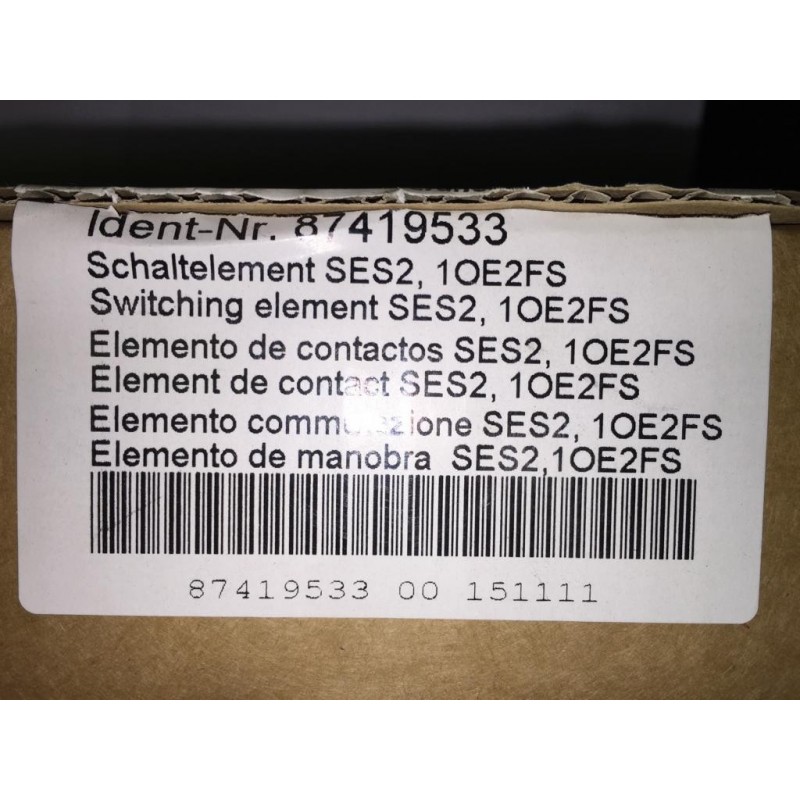 Ident-Nr. 87419533
Schaltelement SES2, 1OE2FS
Switching element SES2, 1OE2FS
Elemento de contactos SES2, 1OE2FS
Element de contact SES2, 1OE2FS
Elemento SES2, 1OE2FS
Elemento de manobra SES2,1OE2FS
87419533 00 151111